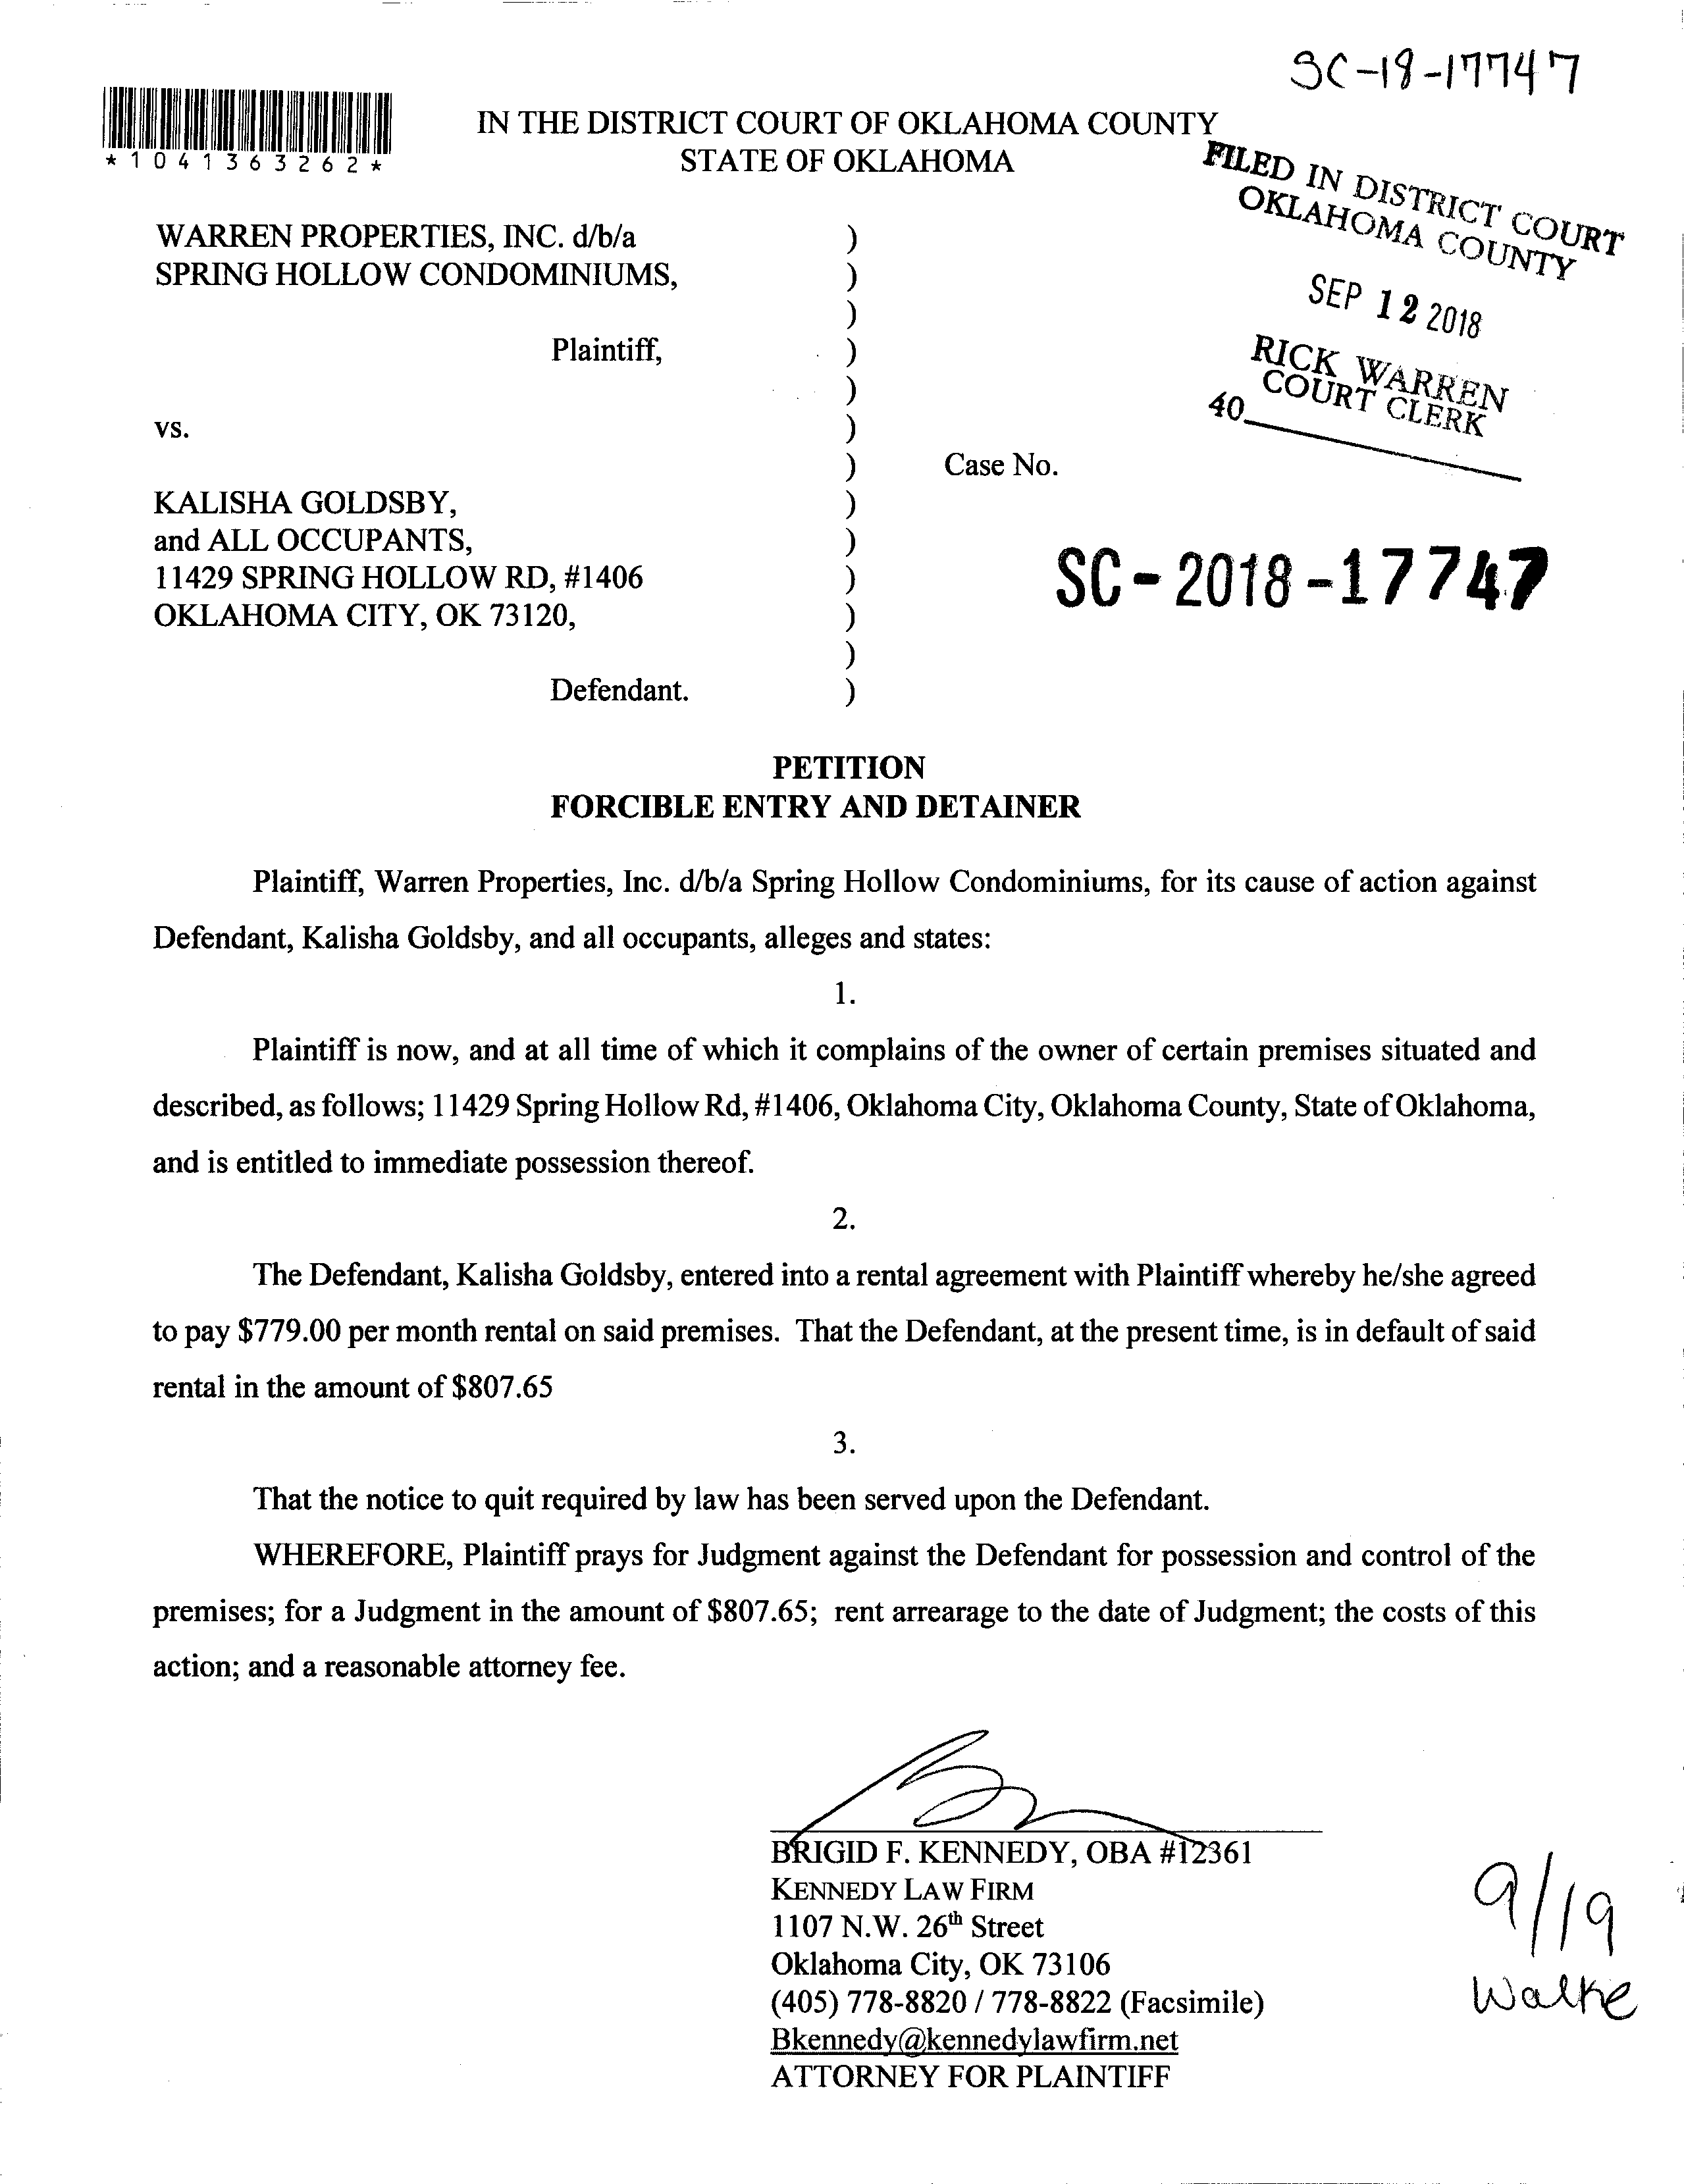 SC-18-17747
*1041363262*
IN THE DISTRICT COURT OF OKLAHOMA COUNTY
STATE OF OKLAHOMA
FILED IN DISTRICT COURT
OKLAHOMA COUNTY
SEP 12 2018
RICK WARREN
COURT CLERK
40
WARREN PROPERTIES, INC. d/b/a )
SPRING HOLLOW CONDOMINIUMS, )
)
Plaintiff, )
)
vs. )
) Case No.
KALISHA GOLDSBY, )
and ALL OCCUPANTS, )
11429 SPRING HOLLOW RD, #1406 ) SC-2018-17747
OKLAHOMA CITY, OK 73120, )
)
Defendant. )
PETITION
FORCIBLE ENTRY AND DETAINER
Plaintiff, Warren Properties, Inc. d/b/a Spring Hollow Condominiums, for its cause of action against
Defendant, Kalisha Goldsby, and all occupants, alleges and states:
1.
Plaintiff is now, and at all time of which it complains of the owner of certain premises situated and
described, as follows; 11429 Spring Hollow Rd, #1406, Oklahoma City, Oklahoma County, State of Oklahoma,
and is entitled to immediate possession thereof.
2.
The Defendant, Kalisha Goldsby, entered into a rental agreement with Plaintiff whereby he/she agreed
to pay $779.00 per month rental on said premises. That the Defendant, at the present time, is in default of said
rental in the amount of $807.65
3.
That the notice to quit required by law has been served upon the Defendant.
WHEREFORE, Plaintiff prays for Judgment against the Defendant for possession and control of the
premises; for a Judgment in the amount of $807.65; rent arrearage to the date of Judgment; the costs of this
action; and a reasonable attorney fee.
BRIGID F. KENNEDY, OBA #12361
KENNEDY LAW FIRM
1107 N.W. 26th Street
Oklahoma City, OK 73106
(405) 778-8820 / 778-8822 (Facsimile)
Bkennedy@kennedylawfirm.net
ATTORNEY FOR PLAINTIFF
9/19
Walke